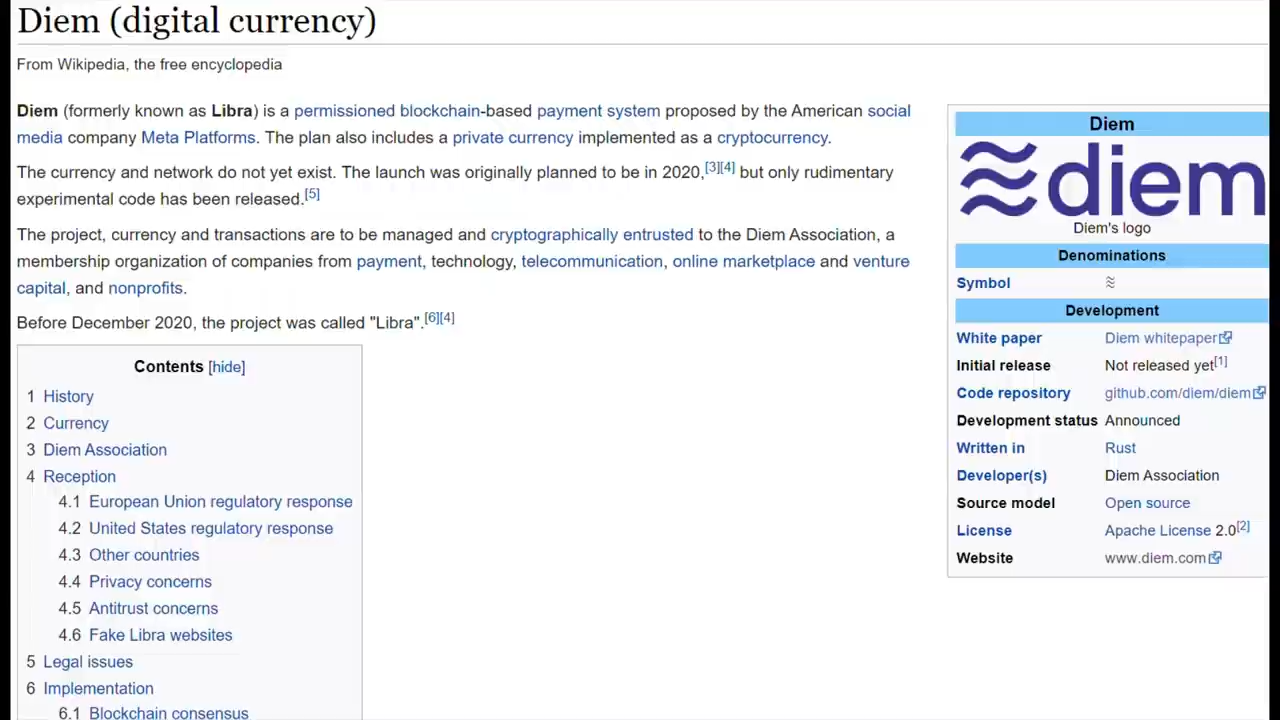 Diem (digital currency)
From Wikipedia, the free encyclopedia
Diem (formerly known as Libra) is a permissioned blockchain-based payment system proposed by the American social
media company Meta Platforms. The plan also includes a private currency implemented as a cryptocurrency.
The currency and network do not yet exist. The launch was originally planned to be in 2020,[3][4] but only rudimentary
experimental code has been released.[5]
The project, currency and transactions are to be managed and cryptographically entrusted to the Diem Association, a
membership organization of companies from payment, technology, telecommunication, online marketplace and venture
capital, and nonprofits.
Before December 2020, the project was called "Libra".[6][4]
Contents [hide]
1 History
2 Currency
3 Diem Association
4 Reception
4.1 European Union regulatory response
4.2 United States regulatory response
4.3 Other countries
4.4 Privacy concerns
4.5 Antitrust concerns
4.6 Fake Libra websites
5 Legal issues
6 Implementation
6.1 Blockchain consensus
Diem
diem
Diem's logo
Denominations
Symbol ≋
Development
White paper Diem whitepaper
Initial release Not released yet[1]
Code repository github.com/diem/diem
Development status Announced
Written in Rust
Developer(s) Diem Association
Source model Open source
License Apache License 2.0[2]
Website www.diem.com